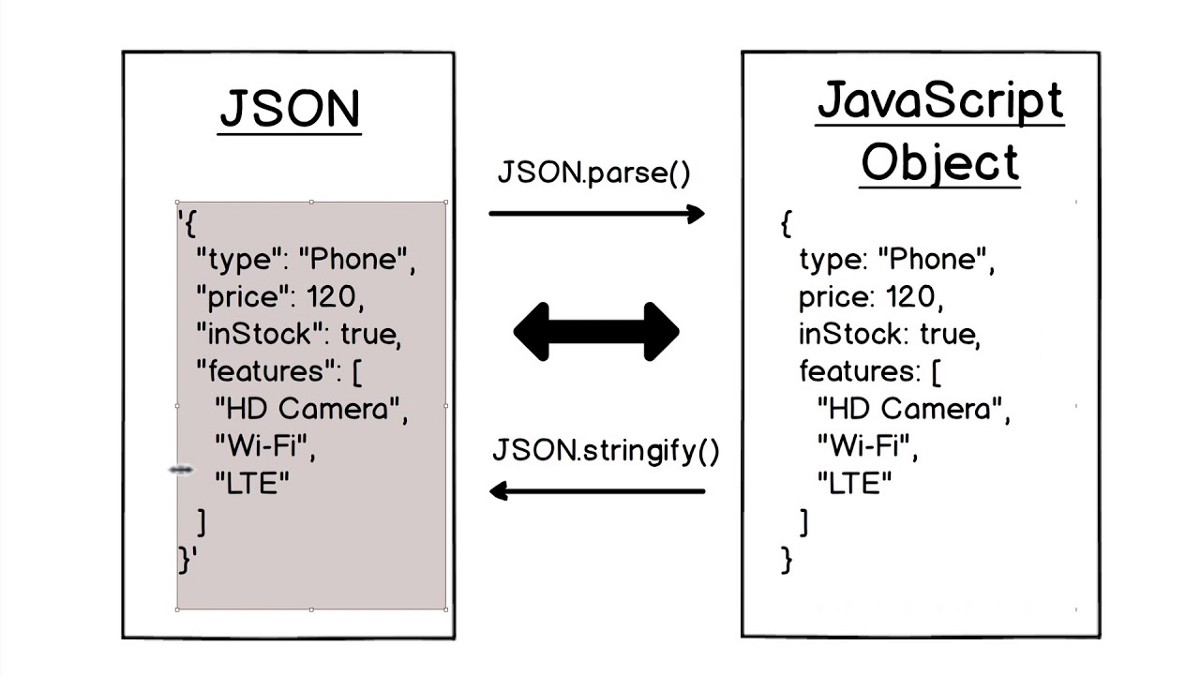 JSON
'{
"type": "Phone",
"price": 120,
"inStock": true,
"features": [
"HD Camera",
"Wi-Fi",
"LTE"
]
}'
JSON.parse()
JSON.stringify()
JavaScript
Object
{
type: "Phone",
price: 120,
inStock: true,
features: [
"HD Camera",
"Wi-Fi",
"LTE"
]
}